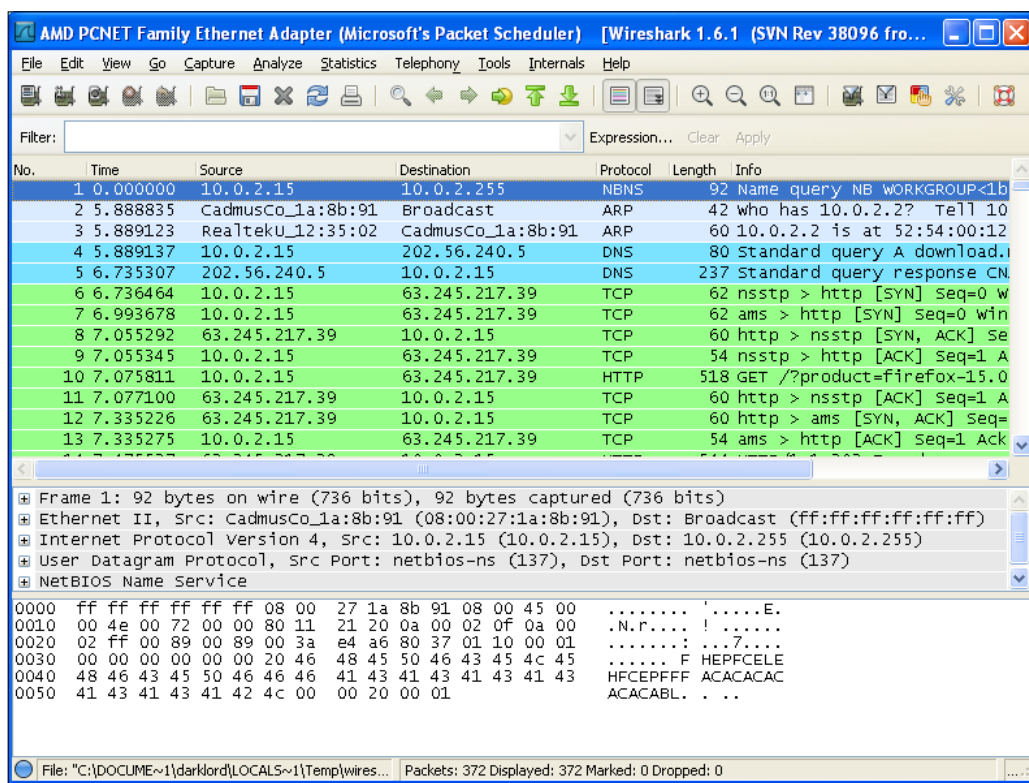 AMD PCNET Family Ethernet Adapter (Microsoft's Packet Scheduler) [Wireshark 1.6.1 (SVN Rev 38096 fro...
File Edit View Go Capture Analyze Statistics Telephony Tools Internals Help
Filter: Expression... Clear Apply
No. Time Source Destination Protocol Length Info
1 0.000000 10.0.2.15 10.0.2.255 NBNS 92 Name query NB WORKGROUP<1b
2 5.888835 CadmusCo_1a:8b:91 Broadcast ARP 42 Who has 10.0.2.2? Tell 10
3 5.889123 RealtekU_12:35:02 CadmusCo_1a:8b:91 ARP 60 10.0.2.2 is at 52:54:00:12
4 5.889137 10.0.2.15 202.56.240.5 DNS 80 Standard query A download.
5 6.735307 202.56.240.5 10.0.2.15 DNS 237 Standard query response CN
6 6.736464 10.0.2.15 63.245.217.39 TCP 62 nsstp > http [SYN] Seq=0 W
7 6.993678 10.0.2.15 63.245.217.39 TCP 62 ams > http [SYN] Seq=0 Win
8 7.055292 63.245.217.39 10.0.2.15 TCP 60 http > nsstp [SYN, ACK] Se
9 7.055345 10.0.2.15 63.245.217.39 TCP 54 nsstp > http [ACK] Seq=1 A
10 7.075811 10.0.2.15 63.245.217.39 HTTP 518 GET /?product=firefox-15.0
11 7.077100 63.245.217.39 10.0.2.15 TCP 60 http > nsstp [ACK] Seq=1 A
12 7.335226 63.245.217.39 10.0.2.15 TCP 60 http > ams [SYN, ACK] Seq=
13 7.335275 10.0.2.15 63.245.217.39 TCP 54 ams > http [ACK] Seq=1 Ack
Frame 1: 92 bytes on wire (736 bits), 92 bytes captured (736 bits)
Ethernet II, Src: CadmusCo_1a:8b:91 (08:00:27:1a:8b:91), Dst: Broadcast (ff:ff:ff:ff:ff:ff)
Internet Protocol Version 4, Src: 10.0.2.15 (10.0.2.15), Dst: 10.0.2.255 (10.0.2.255)
User Datagram Protocol, Src Port: netbios-ns (137), Dst Port: netbios-ns (137)
NetBIOS Name Service
0000 ff ff ff ff ff ff 08 00 27 1a 8b 91 08 00 45 00 ........ '.....E.
0010 00 4e 00 72 00 00 80 11 21 20 0a 00 02 0f 0a 00 .N.r.... ! ......
0020 02 ff 00 89 00 89 00 3a e4 a6 80 37 01 10 00 01 .......: ...7....
0030 00 00 00 00 00 00 20 46 48 45 50 46 43 45 4c 45 ...... F HEPFCELE
0040 48 46 43 45 50 46 46 46 41 43 41 43 41 43 41 43 HFCEPFFF ACACACAC
0050 41 43 41 43 41 42 4c 00 00 20 00 01 ACACABL. . ..
File: "C:\DOCUME~1\darklord\LOCALS~1\Temp\wires... Packets: 372 Displayed: 372 Marked: 0 Dropped: 0